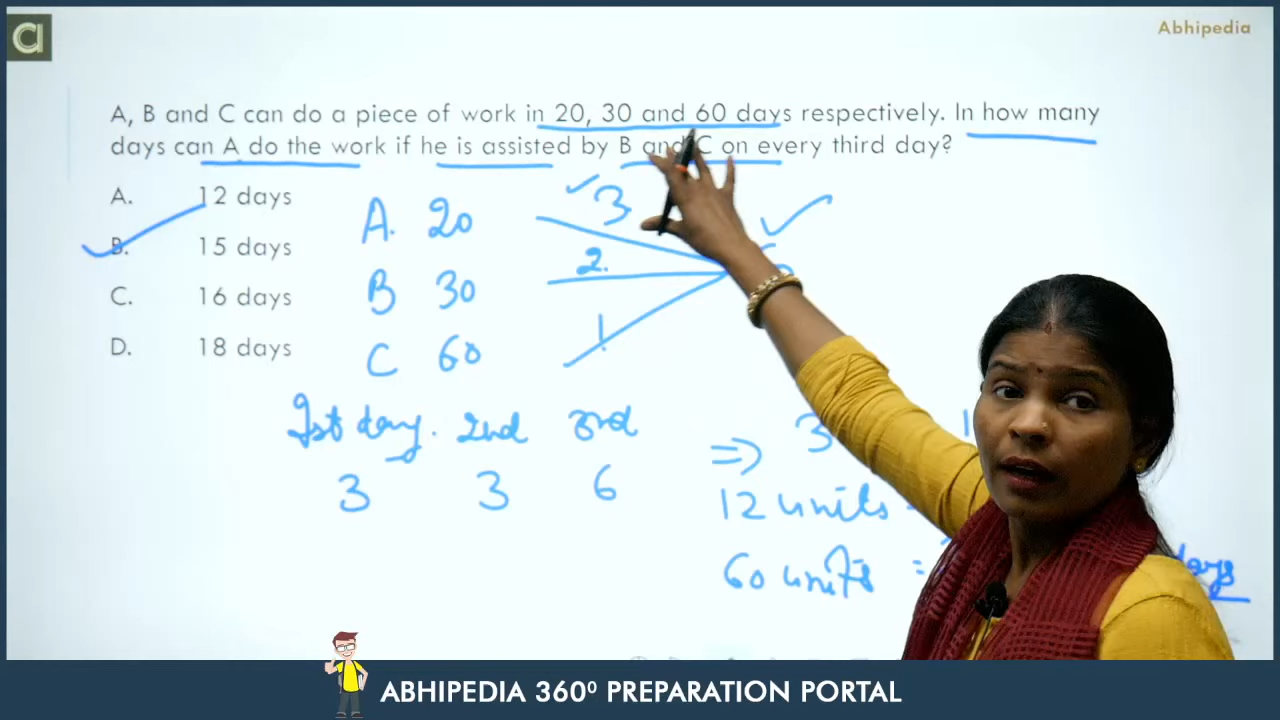 a
Abhipedia
A, B and C can do a piece of work in 20, 30 and 60 days respectively. In how many
days can A do the work if he is assisted by B and C on every third day?
A. 12 days
B. 15 days
C. 16 days
D. 18 days
A. 20
B 30
C 60
3
2.
1.
1st day. 2nd 3rd
3 3 6
⇒ 3
12 units
60 units = days
ABHIPEDIA 360⁰ PREPARATION PORTAL